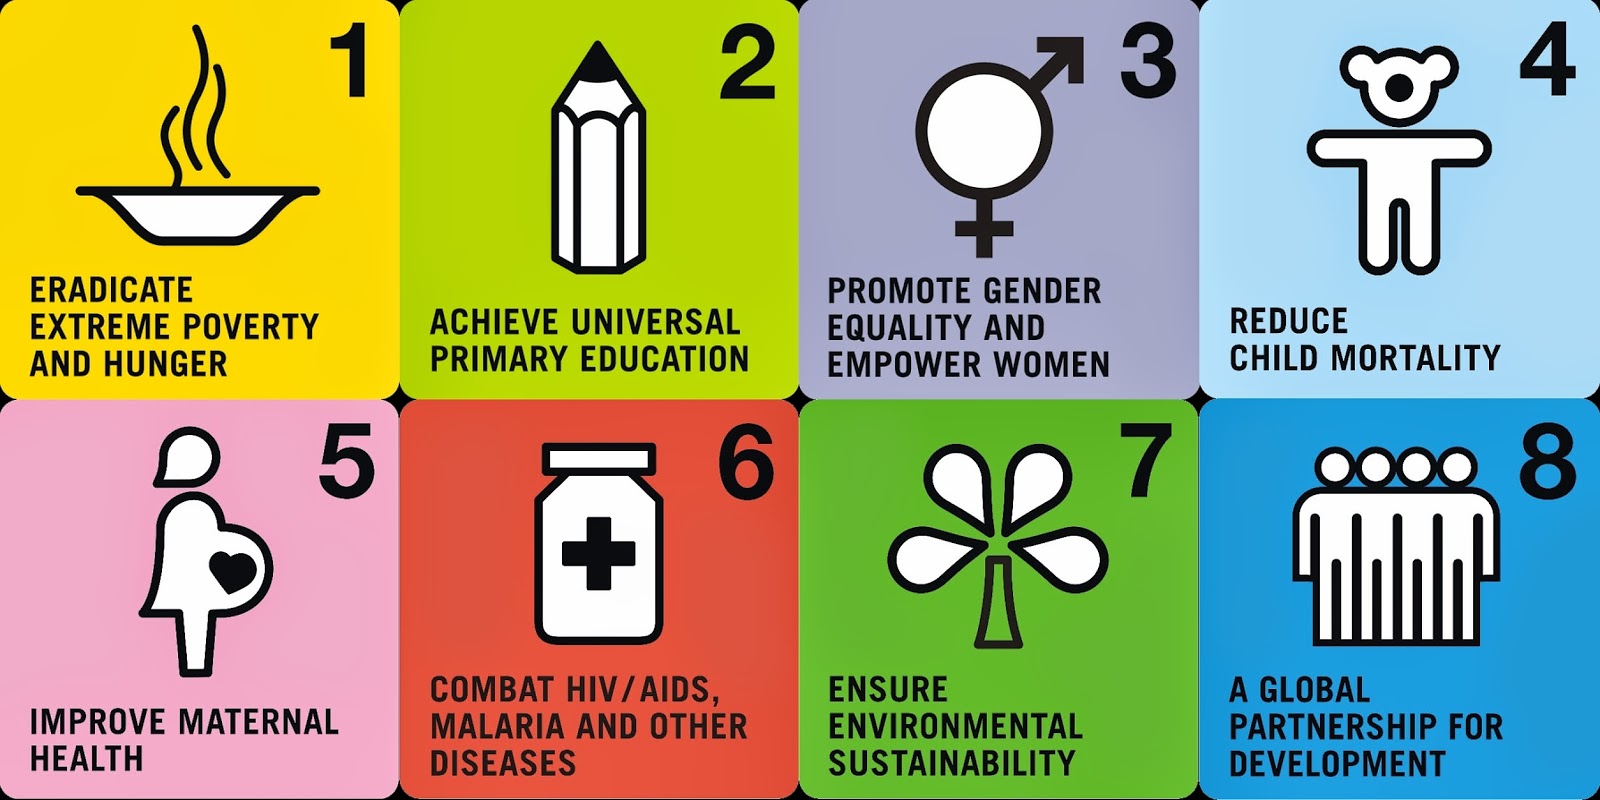 1
ERADICATE
EXTREME POVERTY
AND HUNGER
2
ACHIEVE UNIVERSAL
PRIMARY EDUCATION
3
PROMOTE GENDER
EQUALITY AND
EMPOWER WOMEN
4
REDUCE
CHILD MORTALITY
5
IMPROVE MATERNAL
HEALTH
6
COMBAT HIV/AIDS,
MALARIA AND OTHER
DISEASES
7
ENSURE
ENVIRONMENTAL
SUSTAINABILITY
8
A GLOBAL
PARTNERSHIP FOR
DEVELOPMENT